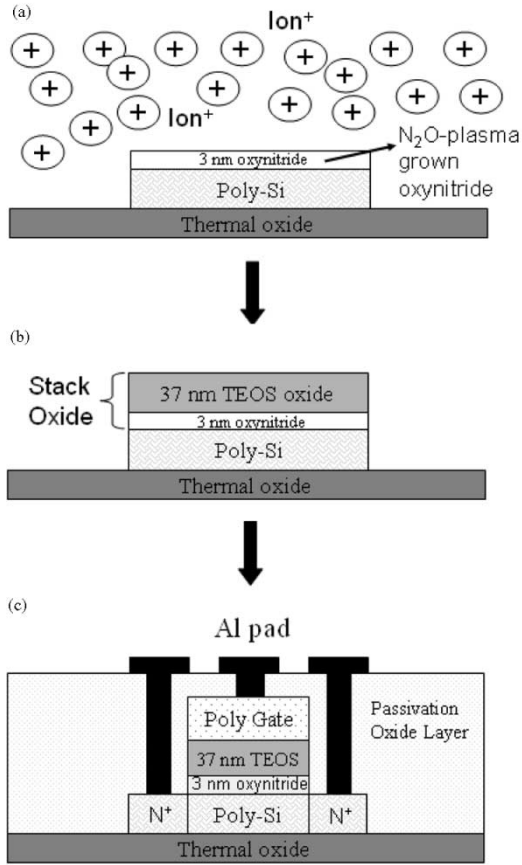 (a)
Ion⁺
Ion⁺
N₂O-plasma
grown
oxynitride
3 nm oxynitride
Poly-Si
Thermal oxide
(b)
Stack
Oxide
37 nm TEOS oxide
3 nm oxynitride
Poly-Si
Thermal oxide
(c)
Al pad
Poly Gate
Passivation
Oxide Layer
37 nm TEOS
3 nm oxynitride
N⁺ Poly-Si N⁺
Thermal oxide